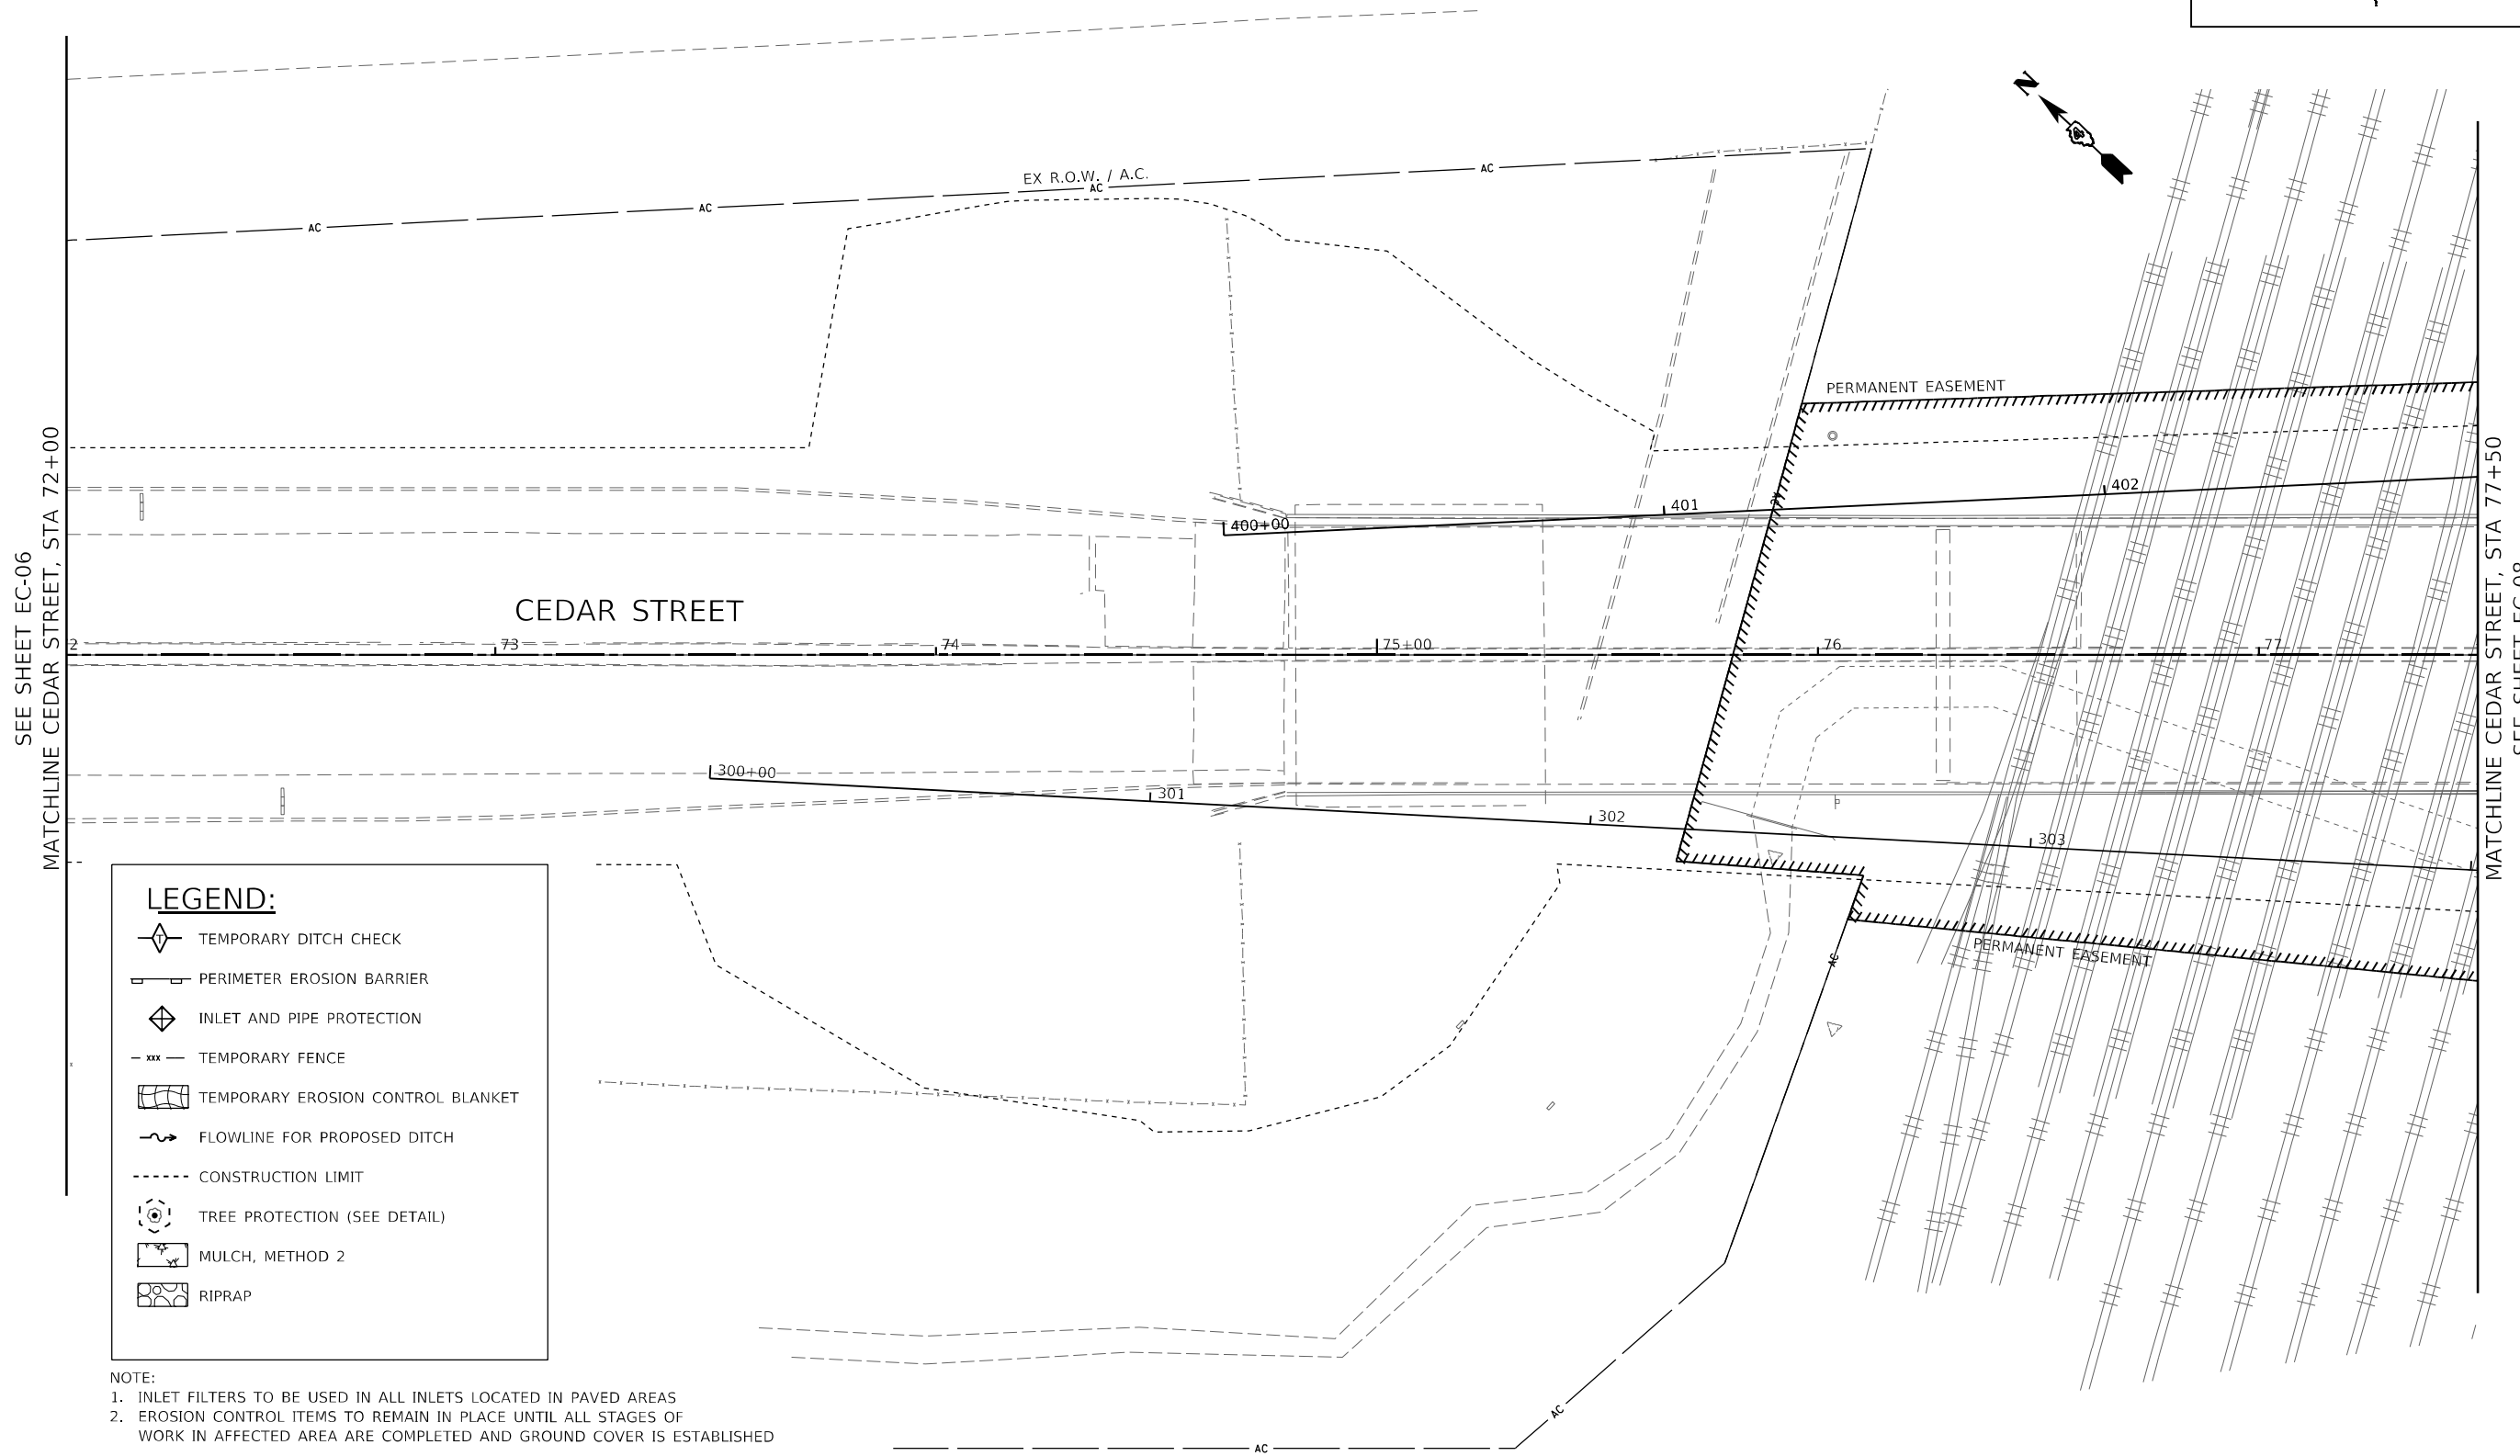 N
EX R.O.W. / A.C.
AC
AC
AC
AC
PERMANENT EASEMENT
SEE SHEET EC-06
MATCHLINE CEDAR STREET, STA 72+00
MATCHLINE CEDAR STREET, STA 77+50
400+00
401
402
CEDAR STREET
2
73
74
75+00
76
77
300+00
301
302
303
PERMANENT EASEMENT
AC
AC
AC
LEGEND:
T
TEMPORARY DITCH CHECK
PERIMETER EROSION BARRIER
INLET AND PIPE PROTECTION
xxx
TEMPORARY FENCE
TEMPORARY EROSION CONTROL BLANKET
FLOWLINE FOR PROPOSED DITCH
CONSTRUCTION LIMIT
TREE PROTECTION (SEE DETAIL)
MULCH, METHOD 2
RIPRAP
NOTE:
1. INLET FILTERS TO BE USED IN ALL INLETS LOCATED IN PAVED AREAS
2. EROSION CONTROL ITEMS TO REMAIN IN PLACE UNTIL ALL STAGES OF
WORK IN AFFECTED AREA ARE COMPLETED AND GROUND COVER IS ESTABLISHED